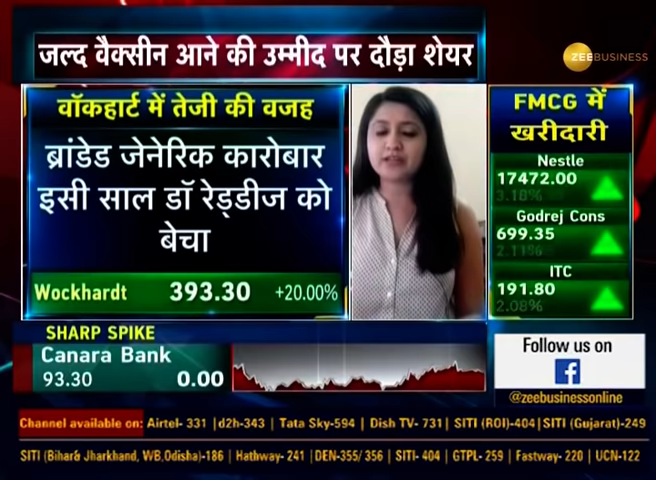 जल्द वैक्सीन आने की उम्मीद पर दौड़ा शेयर
ZEEBUSINESS
वॉकहार्ट में तेजी की वजह
ब्रांडेड जेनेरिक कारोबार
इसी साल डॉ रेड्डीज को
बेचा
Wockhardt 393.30 +20.00%
FMCG में
खरीदारी
Nestle
17472.00
3.18%
Godrej Cons
699.35
2.11%
ITC
191.80
2.08%
SHARP SPIKE
Canara Bank
93.30 0.00
Follow us on
f
@zeebusinessonline
Channel available on: Airtel- 331 |d2h-343 | Tata Sky-594 | Dish TV- 731| SITI (ROI)-404|SITI (Gujarat)-249
SITI (Bihar& Jharkhand, WB,Odisha)-186 | Hathway- 241 |DEN-355/ 356 | SITI- 404 | GTPL- 259 | Fastway- 220 | UCN-122